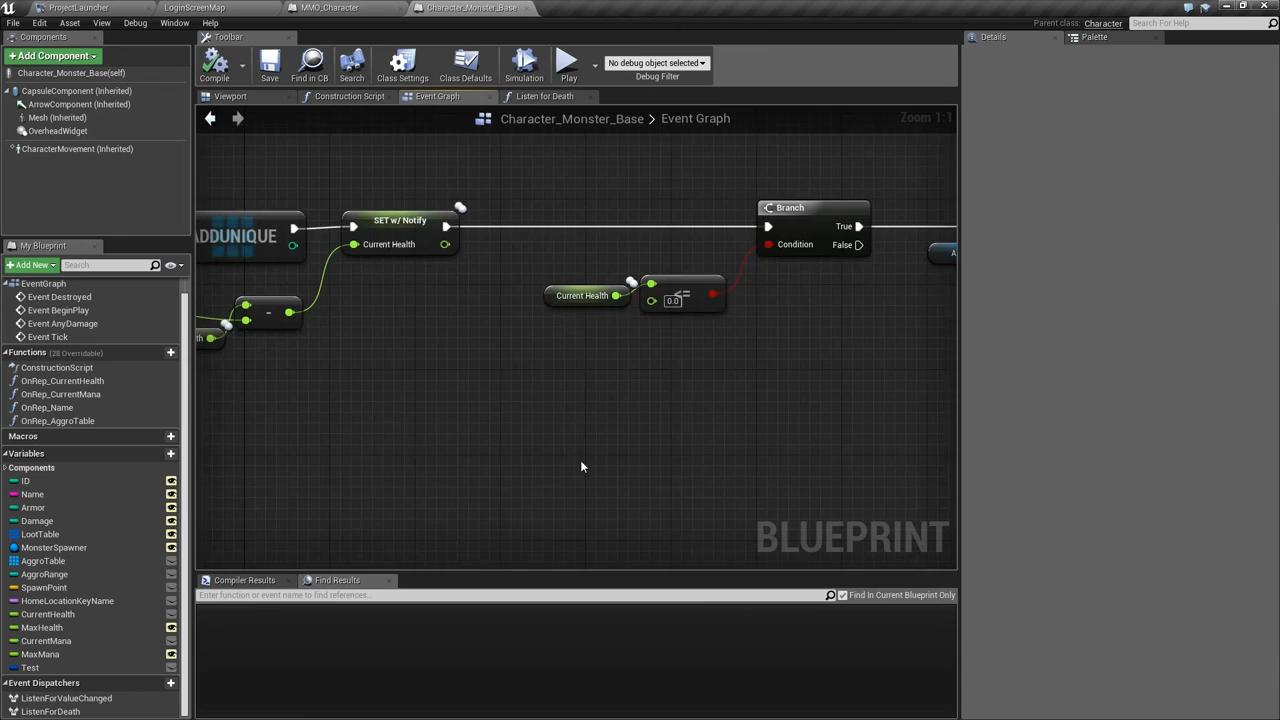 ProjectLauncher
LoginScreenMap
MMO_Character
Character_Monster_Base
File Edit Asset View Debug Window Help
Parent class: Character
Search For Help
Components
Toolbar
Details
Palette
+ Add Component
Character_Monster_Base(self)
CapsuleComponent (Inherited)
ArrowComponent (Inherited)
Mesh (Inherited)
OverheadWidget
CharacterMovement (Inherited)
Compile
Save
Find in CB
Search
Class Settings
Class Defaults
Simulation
Play
No debug object selected
Debug Filter
Viewport
Construction Script
Event Graph
Listen for Death
Character_Monster_Base > Event Graph
Zoom 1:1
ADDUNIQUE
SET w/ Notify
Current Health
Branch
True
Condition
False
A
Current Health
<=
0.0
-
th
BLUEPRINT
My Blueprint
+ Add New
Search
EventGraph
Event Destroyed
Event BeginPlay
Event AnyDamage
Event Tick
Functions (28 Overridable)
ConstructionScript
OnRep_CurrentHealth
OnRep_CurrentMana
OnRep_Name
OnRep_AggroTable
Macros
Variables
Components
ID
Name
Armor
Damage
LootTable
MonsterSpawner
AggroTable
AggroRange
SpawnPoint
HomeLocationKeyName
CurrentHealth
MaxHealth
CurrentMana
MaxMana
Test
Event Dispatchers
ListenForValueChanged
ListenForDeath
Compiler Results
Find Results
Enter function or event name to find references...
Find In Current Blueprint Only